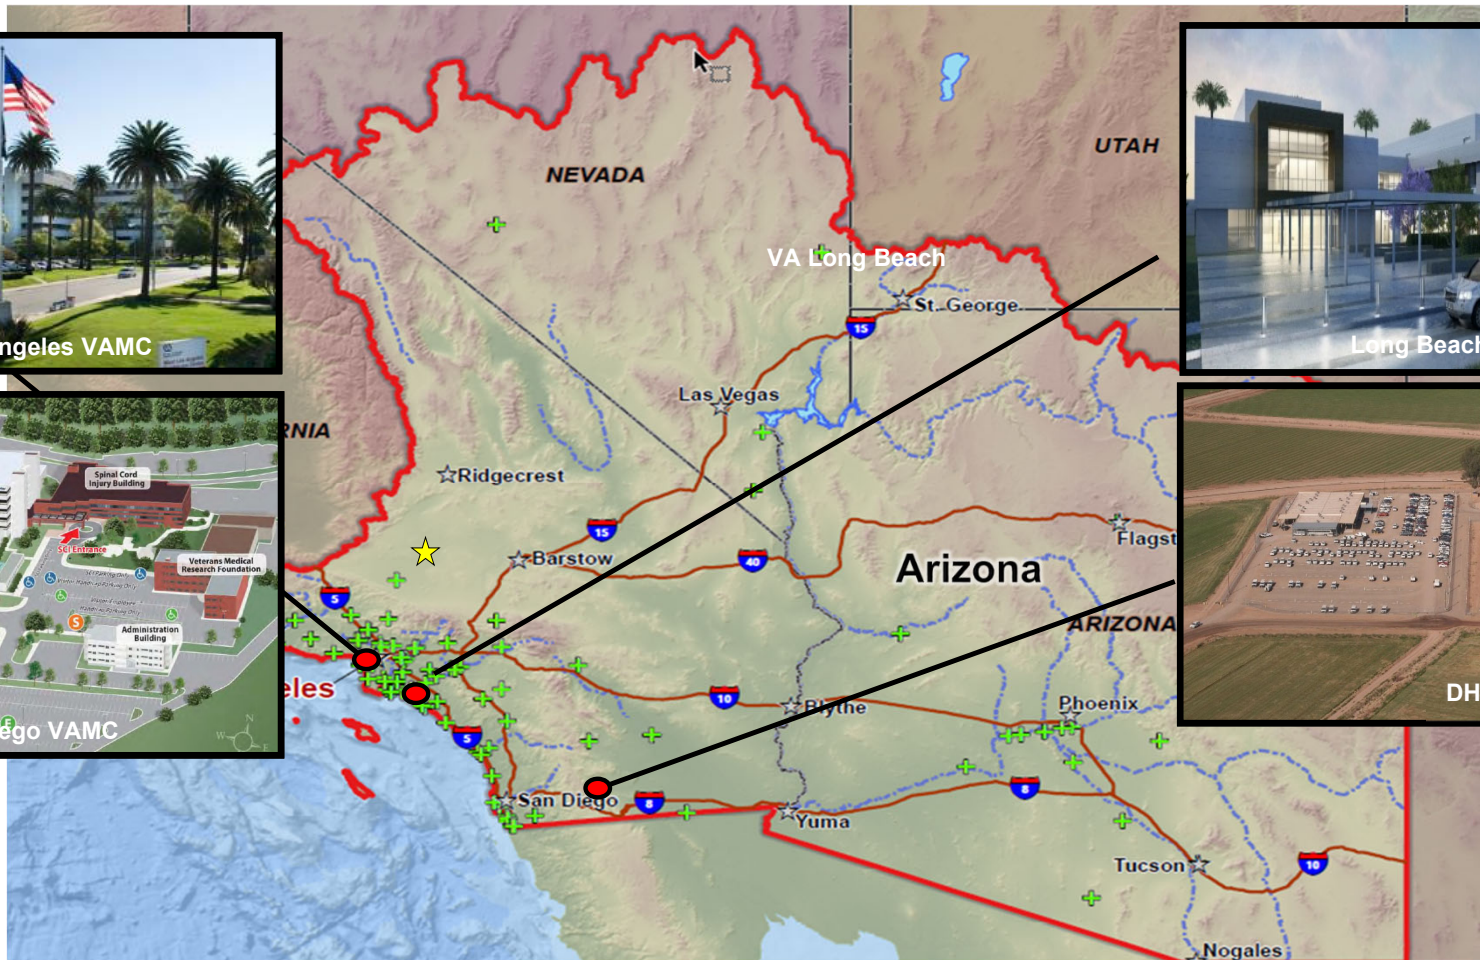 NEVADA
UTAH
VA Long Beach
St. George
15
ngeles VAMC
Long Beach
Las Vegas
RNIA
Ridgecrest
Spinal Cord
Injury Building
SCI Entrance
15
Flagst
Barstow
40
Arizona
Veterans Medical
Research Foundation
5
S
Administration
Building
ARIZONA
eles
10
Blythe
Phoenix
DH
ego VAMC
E
N
W
E
5
San Diego
8
8
Yuma
Tucson
10
Nogales